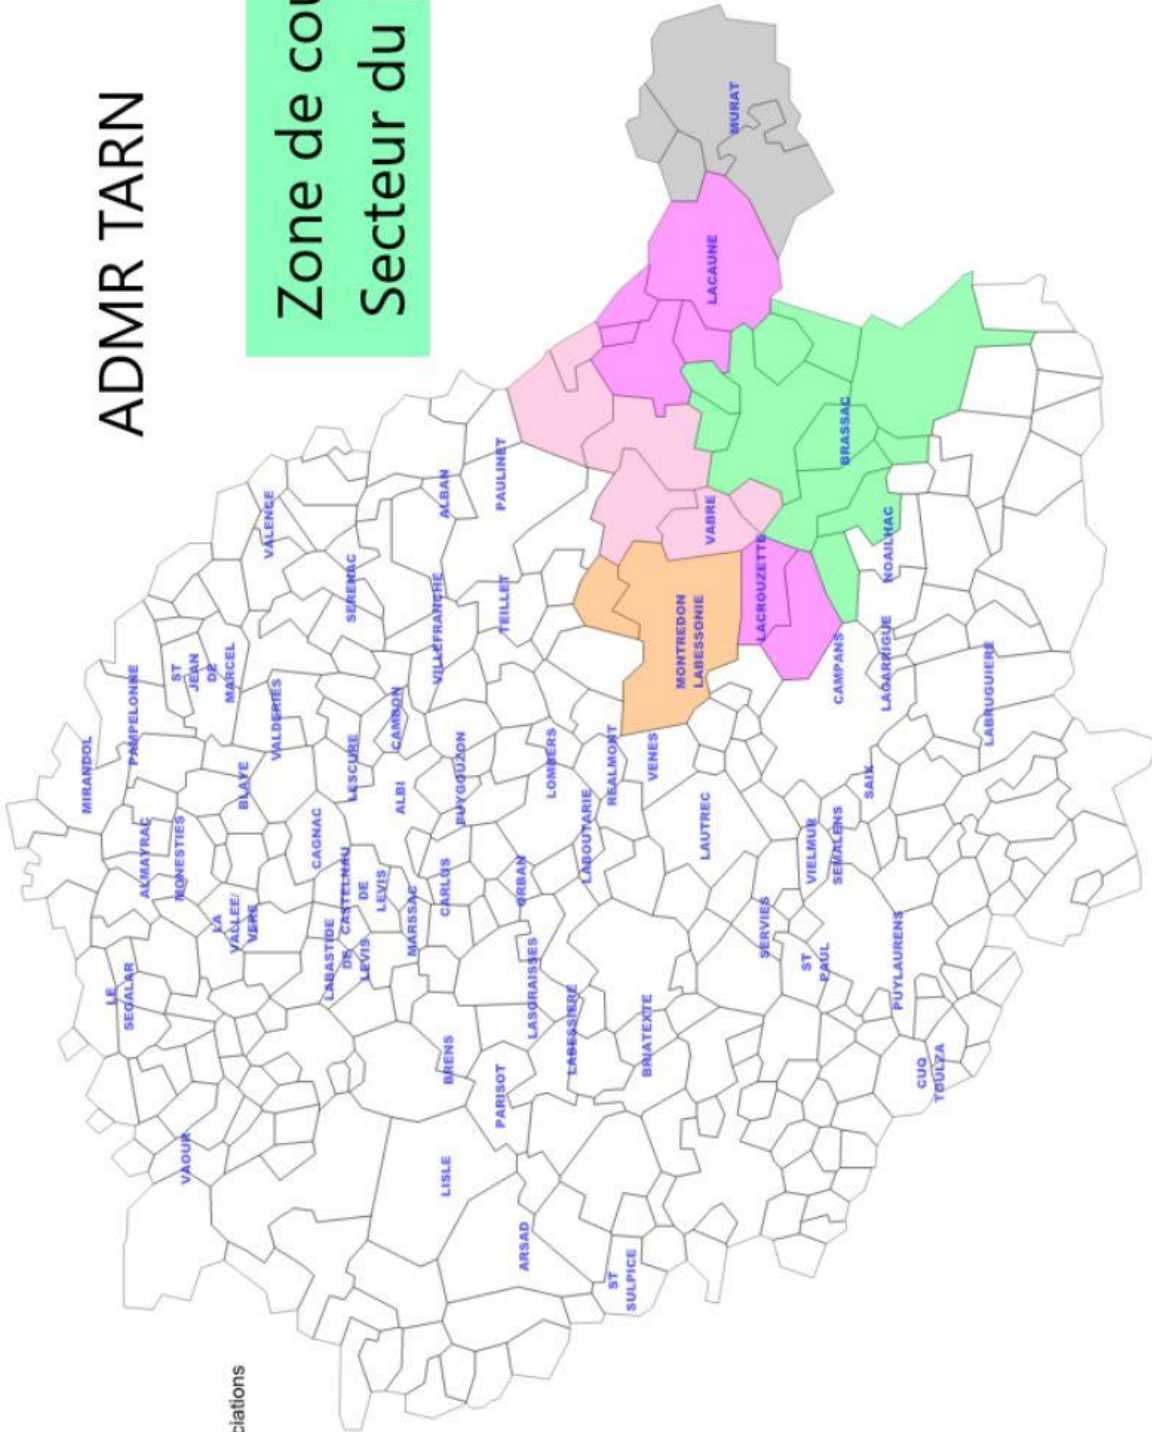 ADMR TARN
Zone de cou
Secteur du
ciations
MIRANDOL
PAMPELONNE
ST
JEAN
DE
MARCEL
VALENCE
ALMAYRAC
MONESTIES
BLAYE
VALDERIES
SERENAC
LE
SEGALAR
LA
VALLEE/
VERE
CAGNAC
LESCURE
CAMBON
VILLEFRANCHE
ALBAN
PAULINET
TEILLET
ALBI
PUYGOUZON
LABASTIDE
DE
LEVIS
CASTELNAU
DE
LEVIS
MARSSAC
CARLUS
ORBAN
LOMBERS
LABOUTARIE
REALMONT
VENES
MONTREDON
LABESSONIE
VABRE
LACROUZETTE
LACAUNE
MURAT
BRASSAC
NOAILHAC
CAMPANS
LAGARRIGUE
LABRUGUIERE
SAIX
VIELMUR
SEMALENS
LAUTREC
SERVIES
ST
PAUL
PUYLAURENS
CUQ
TOULZA
VAOUR
BRENS
LASGRAISSES
LABESSIERE
BRIATEXTE
PARISOT
LISLE
ARSAD
ST
SULPICE